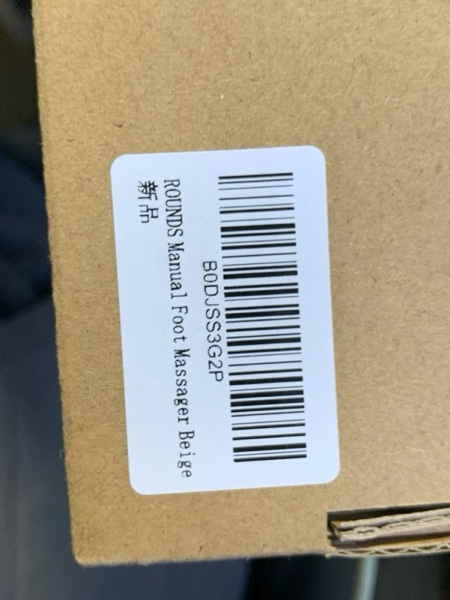 B0DJSS3G2P
ROUNDS Manual Foot Massager Beige
新品